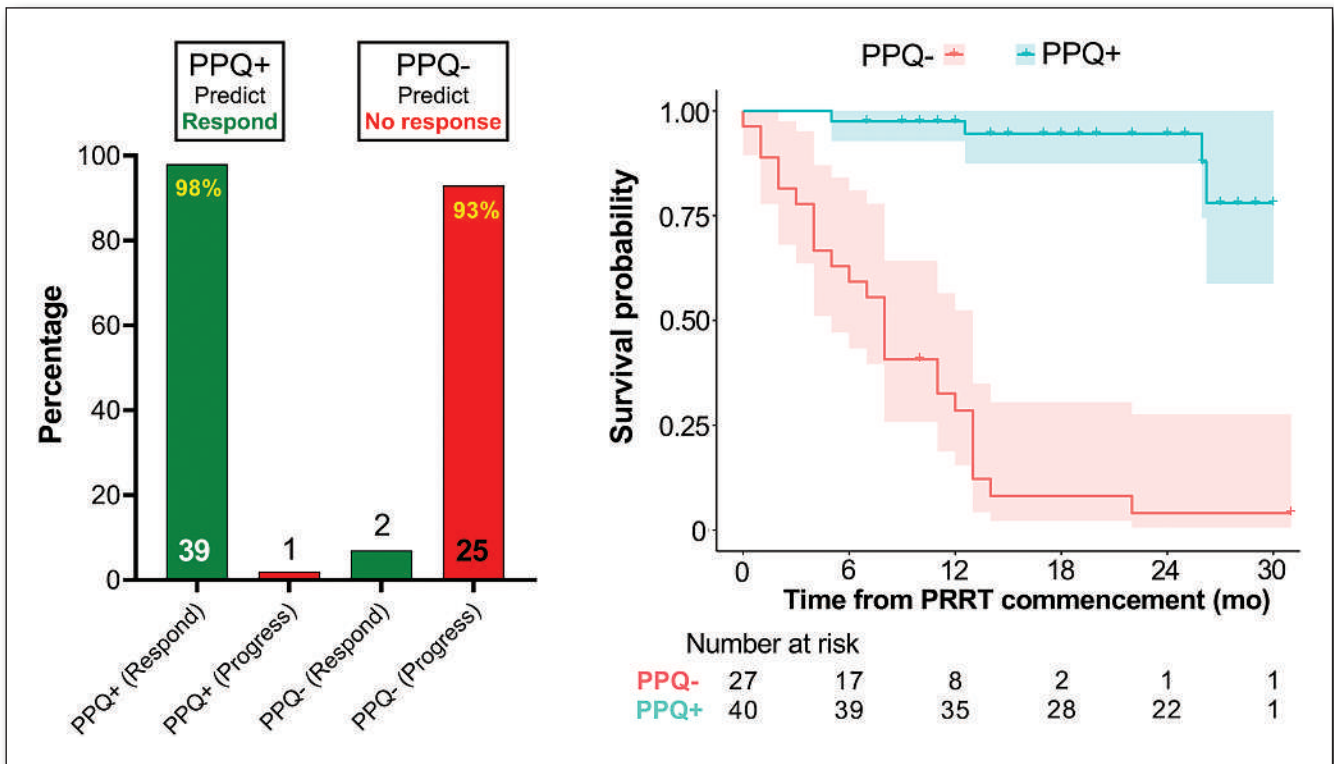 PPQ+
Predict
Respond
PPQ-
Predict
No response
Percentage
100
80
60
40
20
0
98%
39
1
2
93%
25
PPQ+ (Respond)
PPQ+ (Progress)
PPQ- (Respond)
PPQ- (Progress)
PPQ- PPQ+
Survival probability
1.00
0.75
0.50
0.25
0
0 6 12 18 24 30
Time from PRRT commencement (mo)
Number at risk
PPQ- 27 17 8 2 1 1
PPQ+ 40 39 35 28 22 1